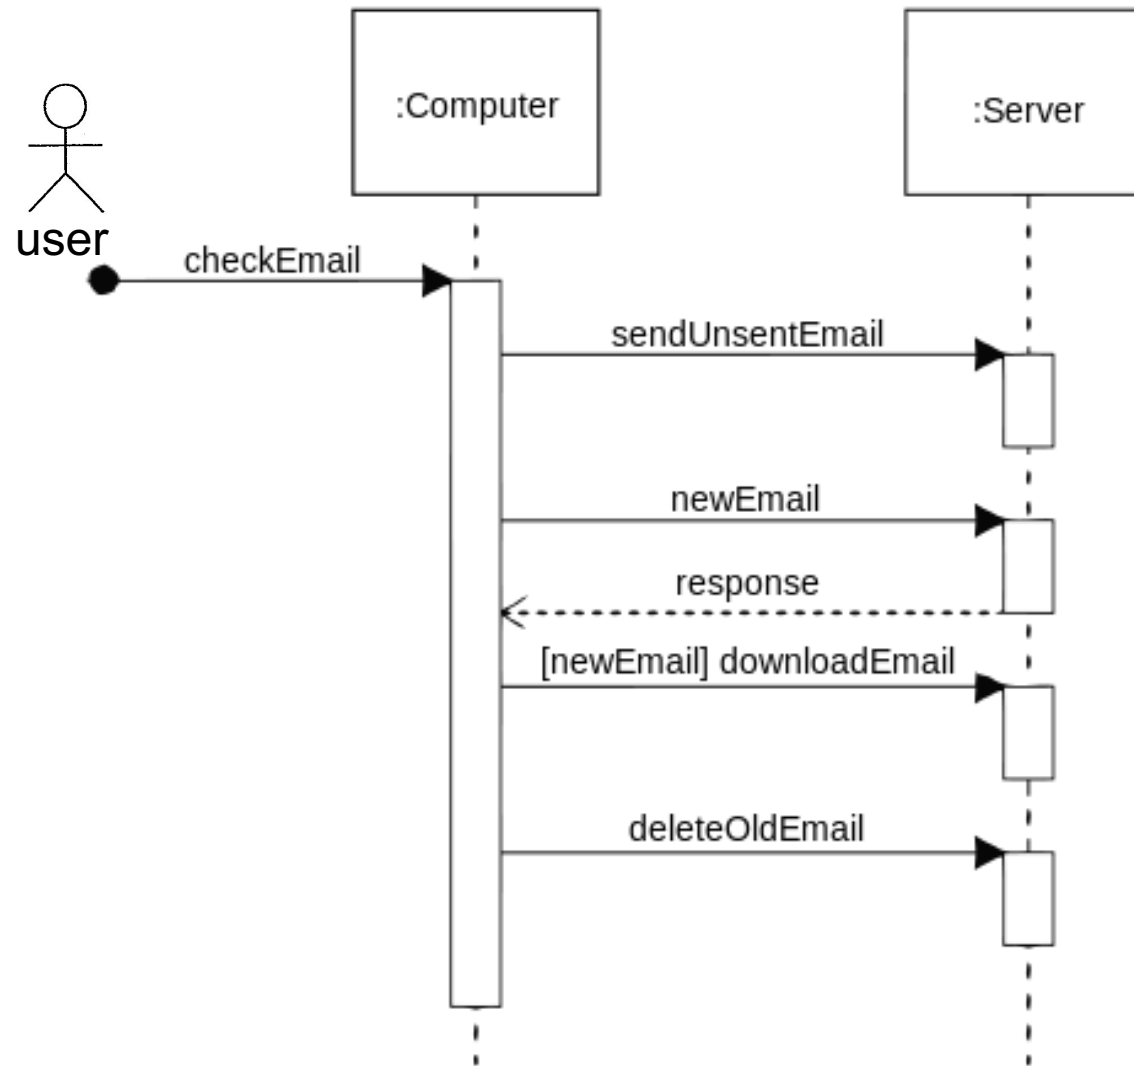 :Computer
:Server
user
checkEmail
sendUnsentEmail
newEmail
response
[newEmail] downloadEmail
deleteOldEmail